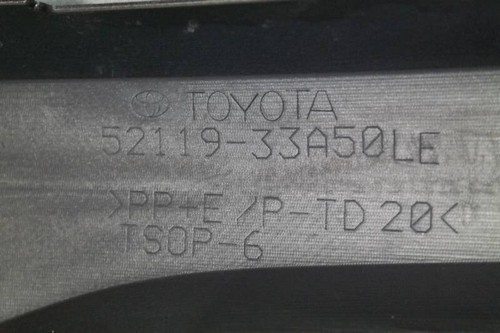 TOYOTA
52119-33A50LE
>PP+E/P-TD20<
TSOP-6